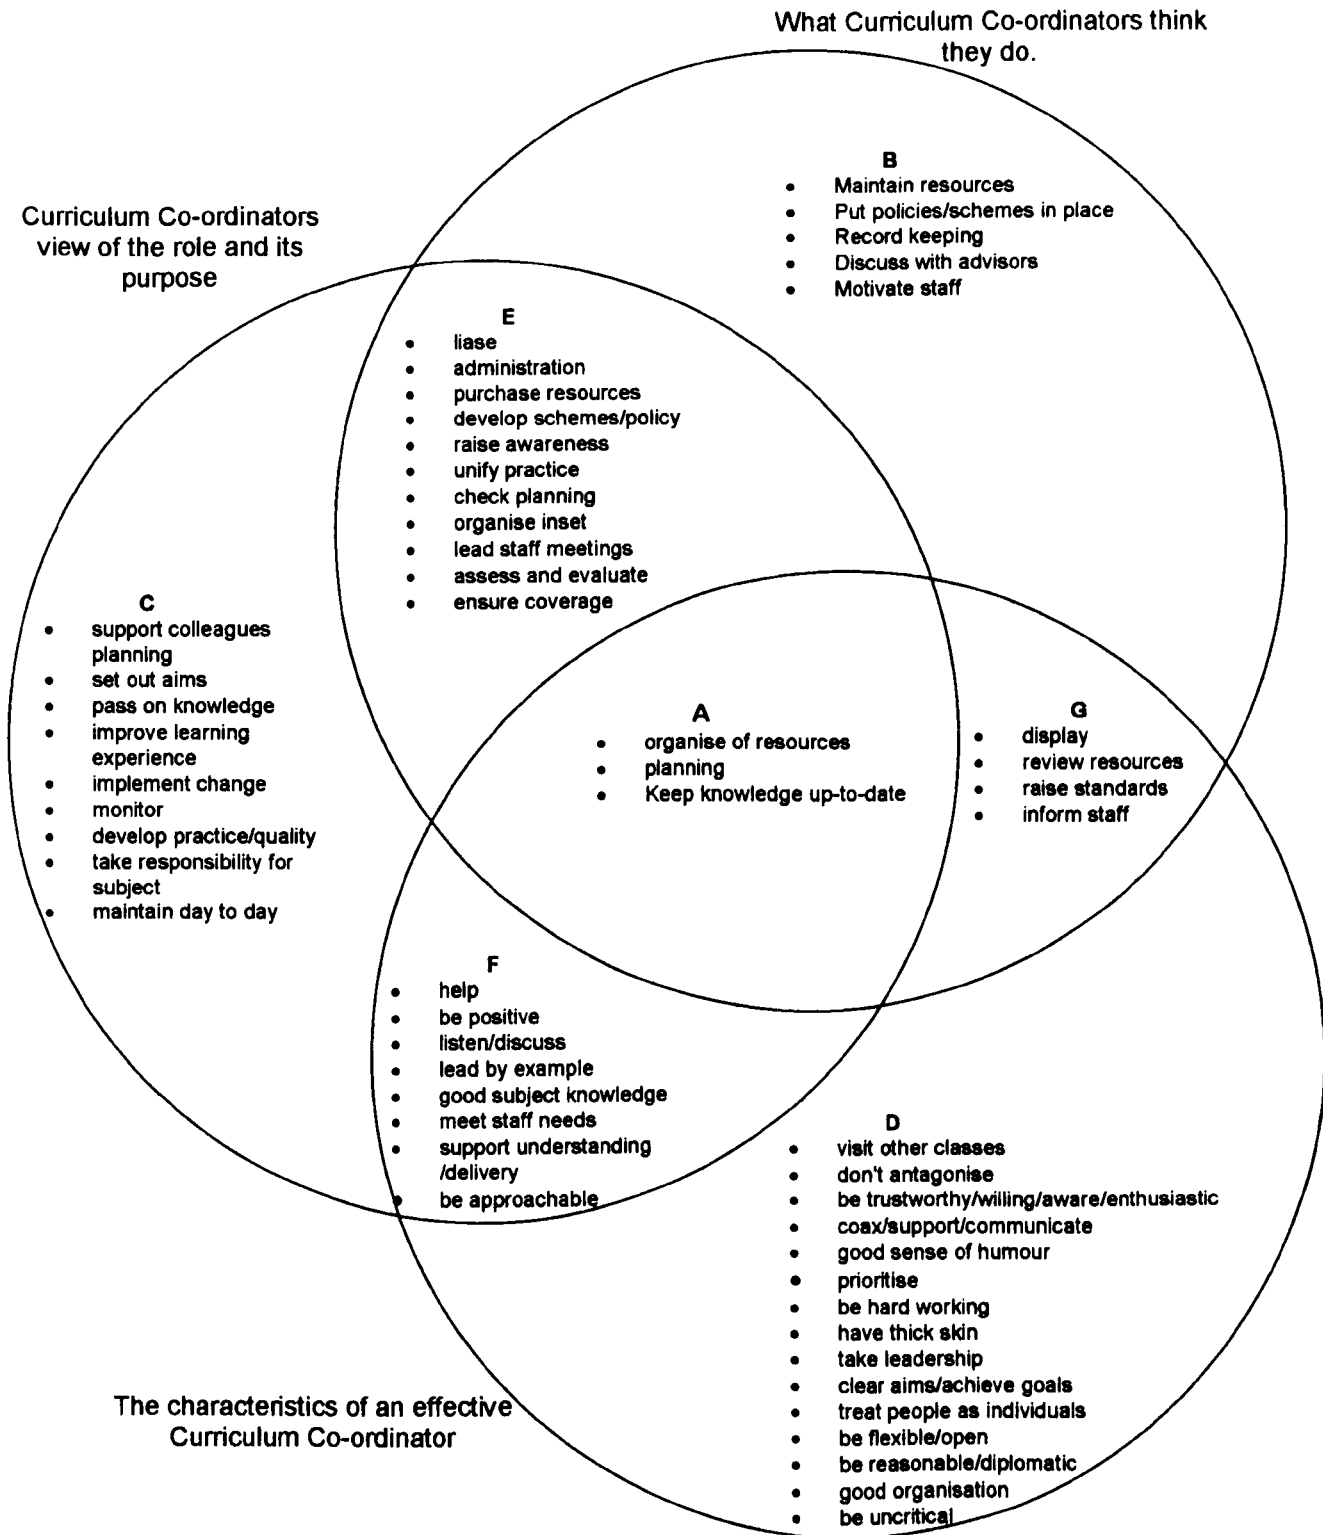 What Curriculum Co-ordinators think
they do.
B
• Maintain resources
• Put policies/schemes in place
• Record keeping
• Discuss with advisors
• Motivate staff
Curriculum Co-ordinators
view of the role and its
purpose
E
• liase
• administration
• purchase resources
• develop schemes/policy
• raise awareness
• unify practice
• check planning
• organise inset
• lead staff meetings
• assess and evaluate
• ensure coverage
C
• support colleagues
planning
• set out aims
• pass on knowledge
• improve learning
experience
• implement change
• monitor
• develop practice/quality
• take responsibility for
subject
• maintain day to day
A
• organise of resources
• planning
• Keep knowledge up-to-date
G
• display
• review resources
• raise standards
• inform staff
F
• help
• be positive
• listen/discuss
• lead by example
• good subject knowledge
• meet staff needs
• support understanding
/delivery
• be approachable
D
• visit other classes
• don't antagonise
• be trustworthy/willing/aware/enthusiastic
• coax/support/communicate
• good sense of humour
• prioritise
• be hard working
• have thick skin
• take leadership
• clear aims/achieve goals
• treat people as individuals
• be flexible/open
• be reasonable/diplomatic
• good organisation
• be uncritical
The characteristics of an effective
Curriculum Co-ordinator